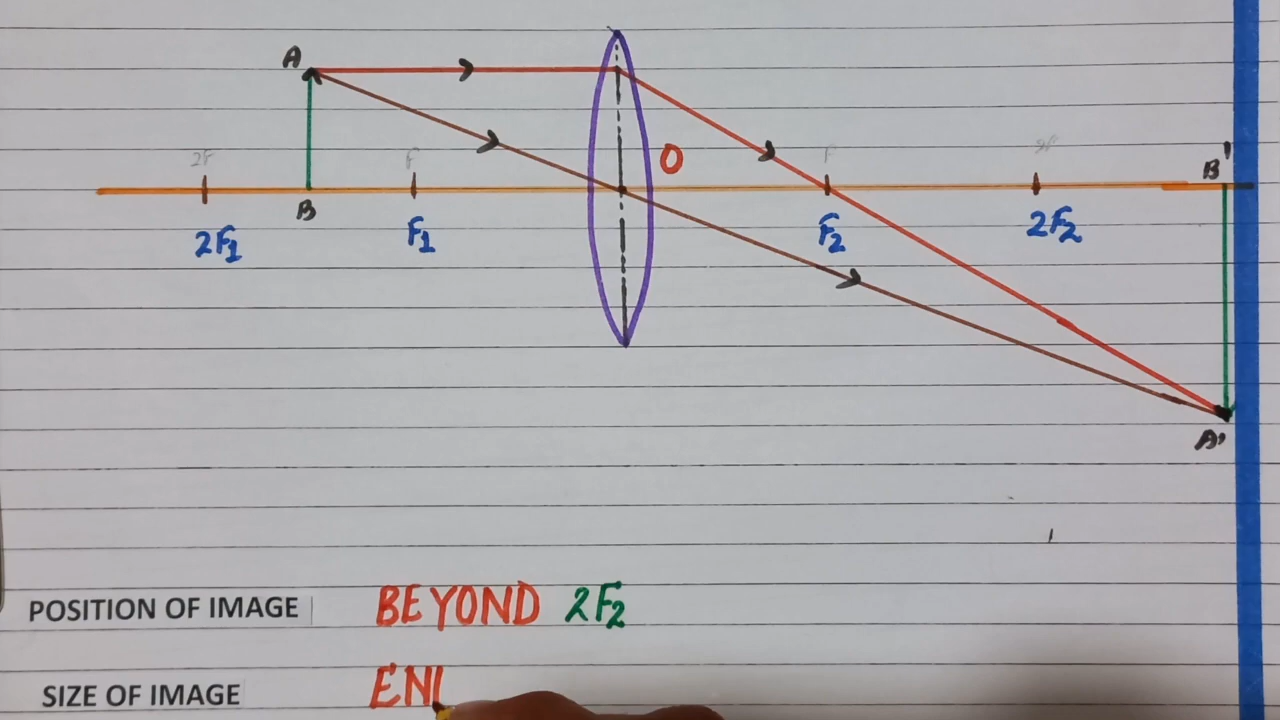 A
2F F F 2F
O
B'
B
2F₁ F₁ F₂ 2F₂
A'
POSITION OF IMAGE BEYOND 2F₂
SIZE OF IMAGE ENL